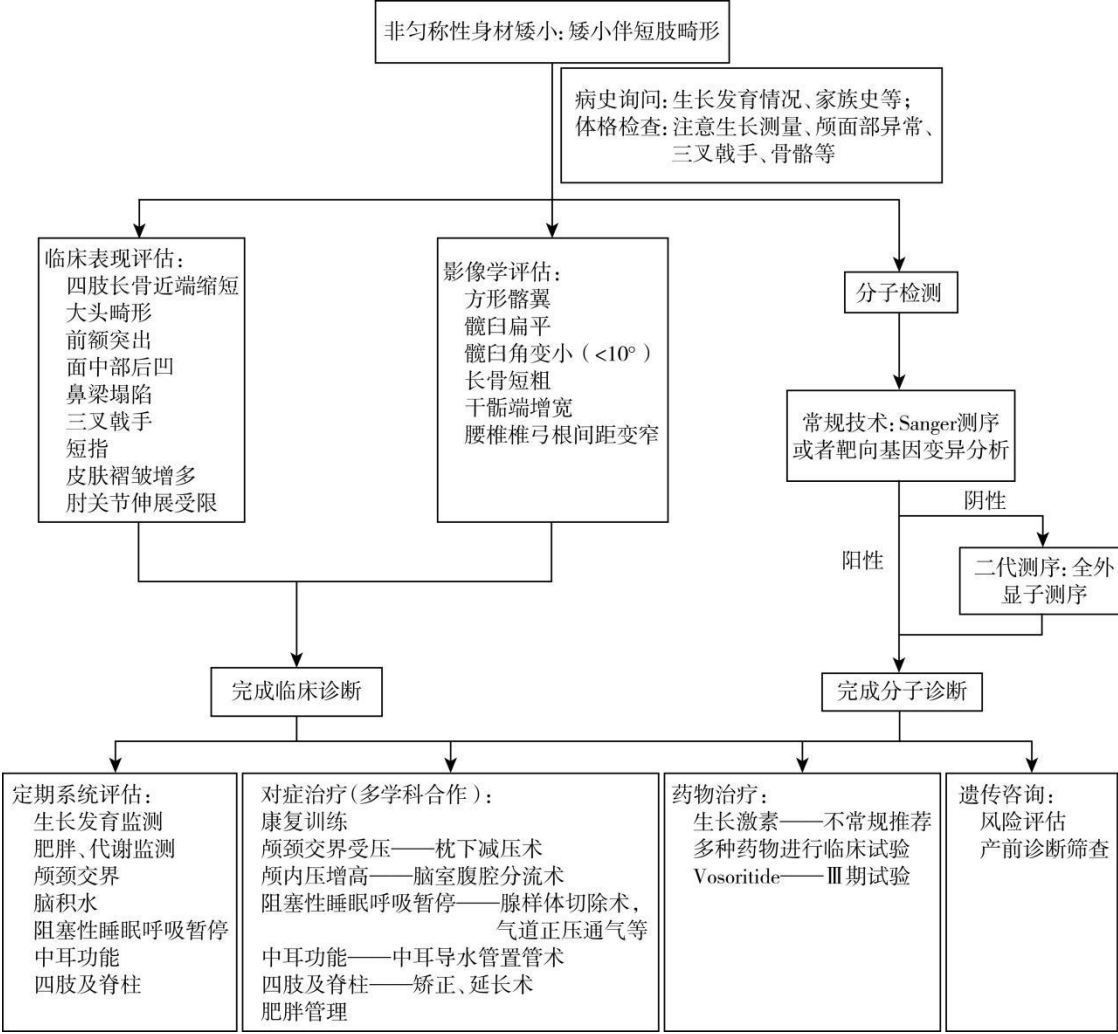 非匀称性身材矮小：矮小伴短肢畸形
病史询问：生长发育情况、家族史等；
体格检查：注意生长测量、颅面部异常、
三叉戟手、骨骼等
临床表现评估：
四肢长骨近端缩短
大头畸形
前额突出
面中部后凹
鼻梁塌陷
三叉戟手
短指
皮肤褶皱增多
肘关节伸展受限
影像学评估：
方形髂翼
髋臼扁平
髋臼角变小（<10°）
长骨短粗
干骺端增宽
腰椎椎弓根间距变窄
分子检测
常规技术：Sanger测序
或者靶向基因变异分析
阴性
阳性
二代测序：全外
显子测序
完成临床诊断
完成分子诊断
定期系统评估：
生长发育监测
肥胖、代谢监测
颅颈交界
脑积水
阻塞性睡眠呼吸暂停
中耳功能
四肢及脊柱
对症治疗（多学科合作）：
康复训练
颅颈交界受压——枕下减压术
颅内压增高——脑室腹腔分流术
阻塞性睡眠呼吸暂停——腺样体切除术，
气道正压通气等
中耳功能——中耳导水管置管术
四肢及脊柱——矫正、延长术
肥胖管理
药物治疗：
生长激素——不常规推荐
多种药物进行临床试验
Vosoritide——Ⅲ期试验
遗传咨询：
风险评估
产前诊断筛查